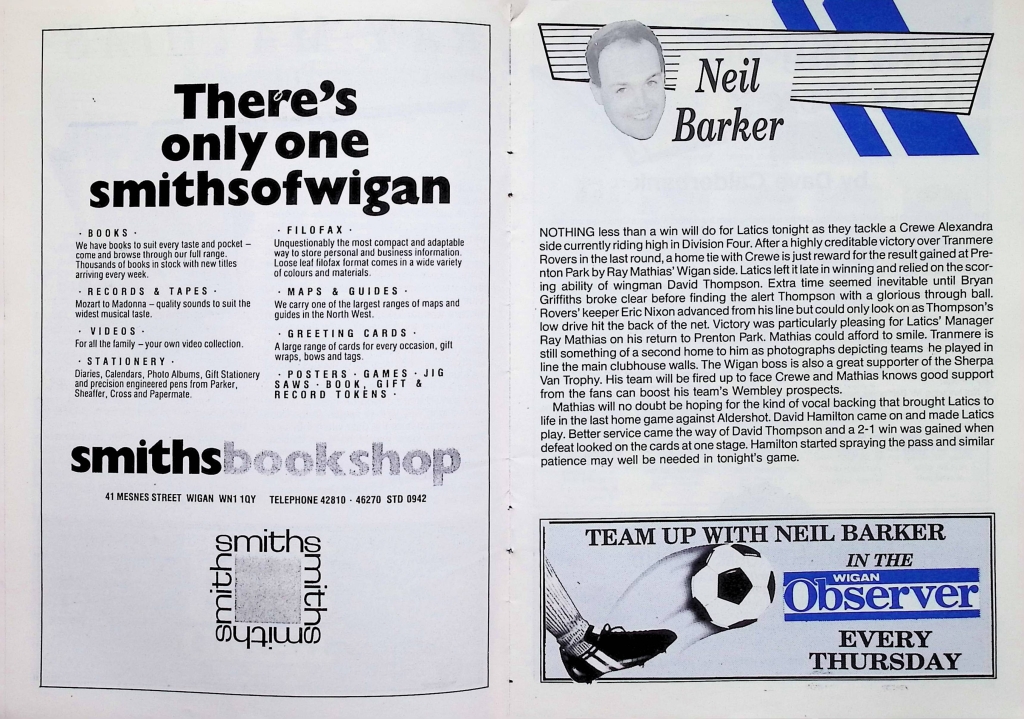 There's
only one
smithsofwigan
· BOOKS ·
We have books to suit every taste and pocket –
come and browse through our full range.
Thousands of books in stock with new titles
arriving every week.
· RECORDS & TAPES ·
Mozart to Madonna – quality sounds to suit the
widest musical taste.
· VIDEOS ·
For all the family – your own video collection.
· STATIONERY ·
Diaries, Calendars, Photo Albums, Gift Stationery
and precision engineered pens from Parker,
Sheaffer, Cross and Papermate.
· FILOFAX ·
Unquestionably the most compact and adaptable
way to store personal and business information.
Loose leaf filofax format comes in a wide variety
of colours and materials.
· MAPS & GUIDES ·
We carry one of the largest ranges of maps and
guides in the North West.
· GREETING CARDS ·
A large range of cards for every occasion, gift
wraps, bows and tags.
· POSTERS · GAMES · JIG
SAWS · BOOK, GIFT &
RECORD TOKENS ·
smithsbookshop
41 MESNES STREET WIGAN WN1 1QY TELEPHONE 42810 · 46270 STD 0942
smiths
smiths
smiths
smiths
Neil
Barker
NOTHING less than a win will do for Latics tonight as they tackle a Crewe Alexandra
side currently riding high in Division Four. After a highly creditable victory over Tranmere
Rovers in the last round, a home tie with Crewe is just reward for the result gained at Pre-
nton Park by Ray Mathias' Wigan side. Latics left it late in winning and relied on the scor-
ing ability of wingman David Thompson. Extra time seemed inevitable until Bryan
Griffiths broke clear before finding the alert Thompson with a glorious through ball.
Rovers' keeper Eric Nixon advanced from his line but could only look on as Thompson's
low drive hit the back of the net. Victory was particularly pleasing for Latics' Manager
Ray Mathias on his return to Prenton Park. Mathias could afford to smile. Tranmere is
still something of a second home to him as photographs depicting teams he played in
line the main clubhouse walls. The Wigan boss is also a great supporter of the Sherpa
Van Trophy. His team will be fired up to face Crewe and Mathias knows good support
from the fans can boost his team's Wembley prospects.
Mathias will no doubt be hoping for the kind of vocal backing that brought Latics to
life in the last home game against Aldershot. David Hamilton came on and made Latics
play. Better service came the way of David Thompson and a 2-1 win was gained when
defeat looked on the cards at one stage. Hamilton started spraying the pass and similar
patience may well be needed in tonight's game.
TEAM UP WITH NEIL BARKER
IN THE
WIGAN
Observer
EVERY
THURSDAY